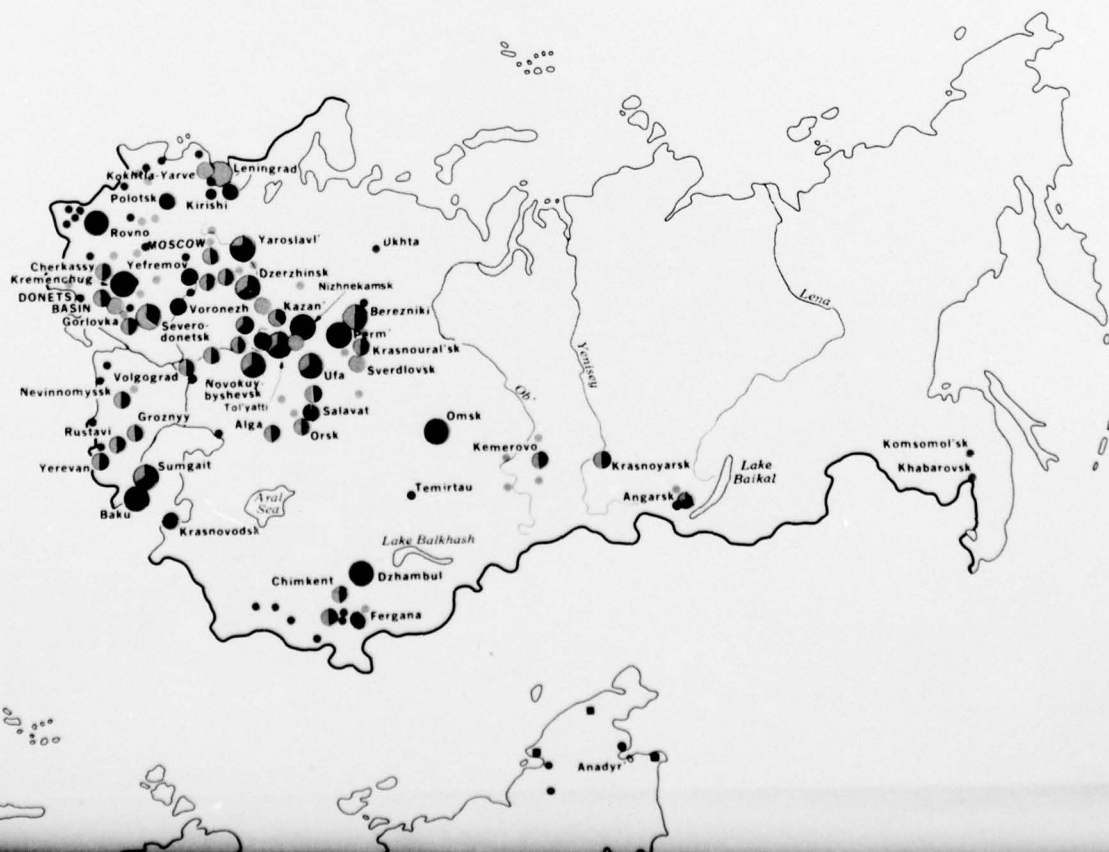 Leningrad
Kokhtla-Yarve
Polotsk
Kirishi
Rovno
MOSCOW
Yaroslavl'
Ukhta
Cherkassy
Yefremov
Dzerzhinsk
Kremenchug
Nizhnekamsk
DONETS
BASIN
Voronezh
Kazan'
Berezniki
Gorlovka
Severo-
donetsk
Perm'
Krasnoural'sk
Sverdlovsk
Volgograd
Ufa
Novokuy-
byshevsk
Nevinnomyssk
Tol'yatti
Salavat
Groznyy
Alga
Orsk
Omsk
Rustavi
Yerevan
Sumgait
Baku
Krasnovodsk
Aral
Sea
Temirtau
Kemerovo
Krasnoyarsk
Angarsk
Lake
Baikal
Komsomol'sk
Khabarovsk
Lena
Yenisey
Ob'
Lake Balkhash
Chimkent
Dzhambul
Fergana
Anadyr'